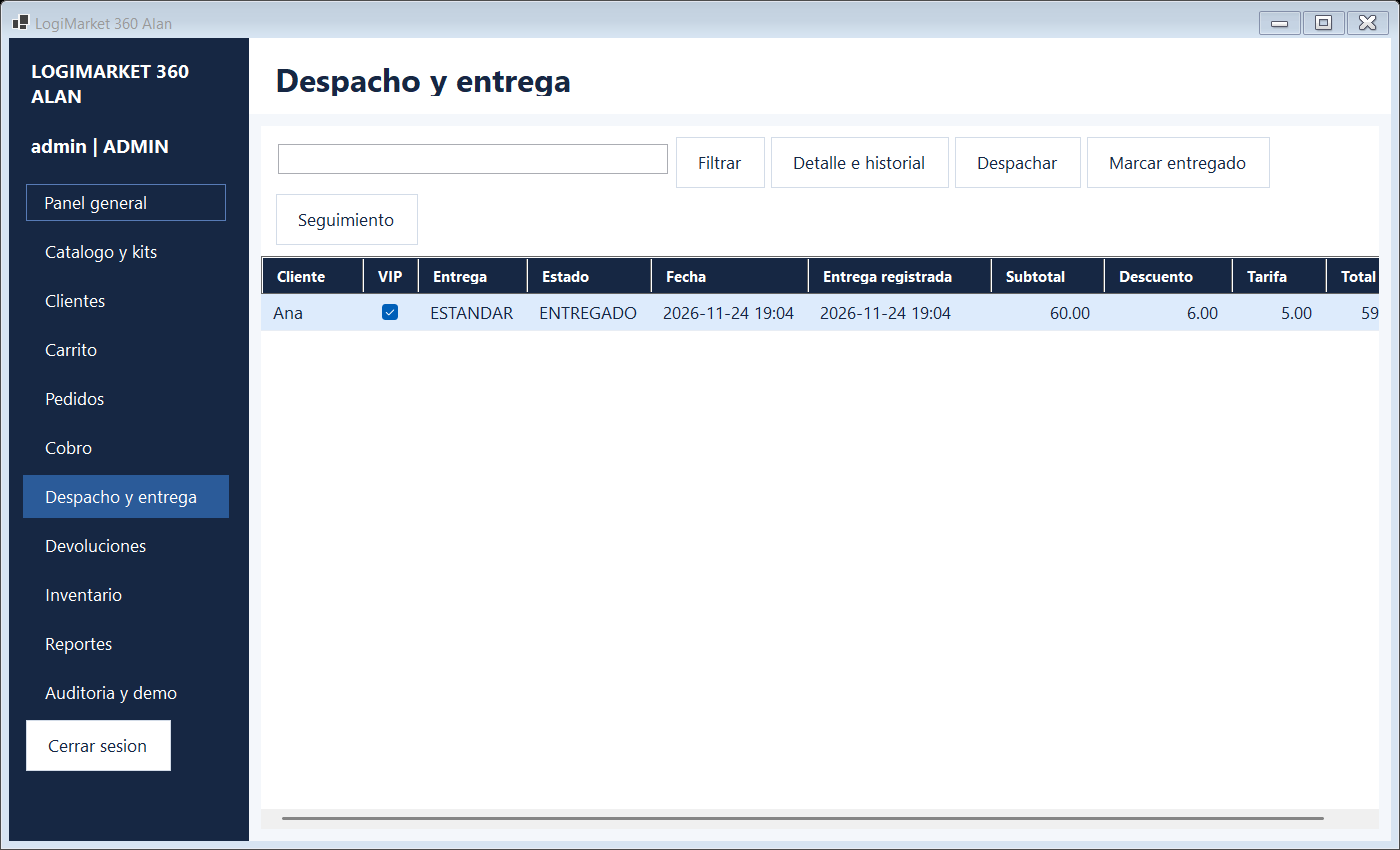 LogiMarket 360 Alan
LOGIMARKET 360
ALAN
admin | ADMIN
Panel general
Catalogo y kits
Clientes
Carrito
Pedidos
Cobro
Despacho y entrega
Devoluciones
Inventario
Reportes
Auditoria y demo
Cerrar sesion
Despacho y entrega
Filtrar Detalle e historial Despachar Marcar entregado
Seguimiento
Cliente VIP Entrega Estado Fecha Entrega registrada Subtotal Descuento Tarifa Total
Ana ESTANDAR ENTREGADO 2026-11-24 19:04 2026-11-24 19:04 60.00 6.00 5.00 59